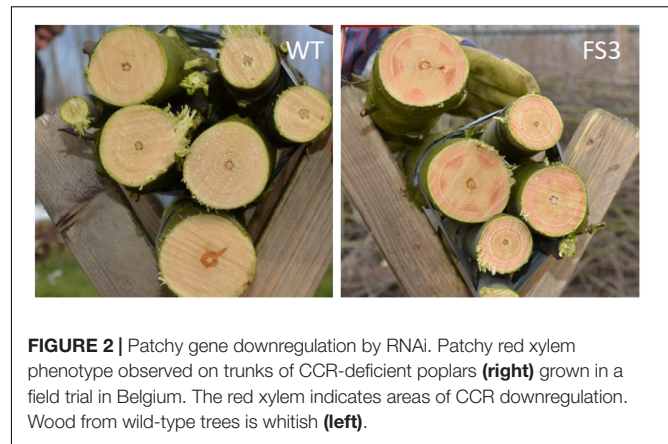 WT
FS3
FIGURE 2 | Patchy gene downregulation by RNAi. Patchy red xylem
phenotype observed on trunks of CCR-deficient poplars (right) grown in a
field trial in Belgium. The red xylem indicates areas of CCR downregulation.
Wood from wild-type trees is whitish (left).